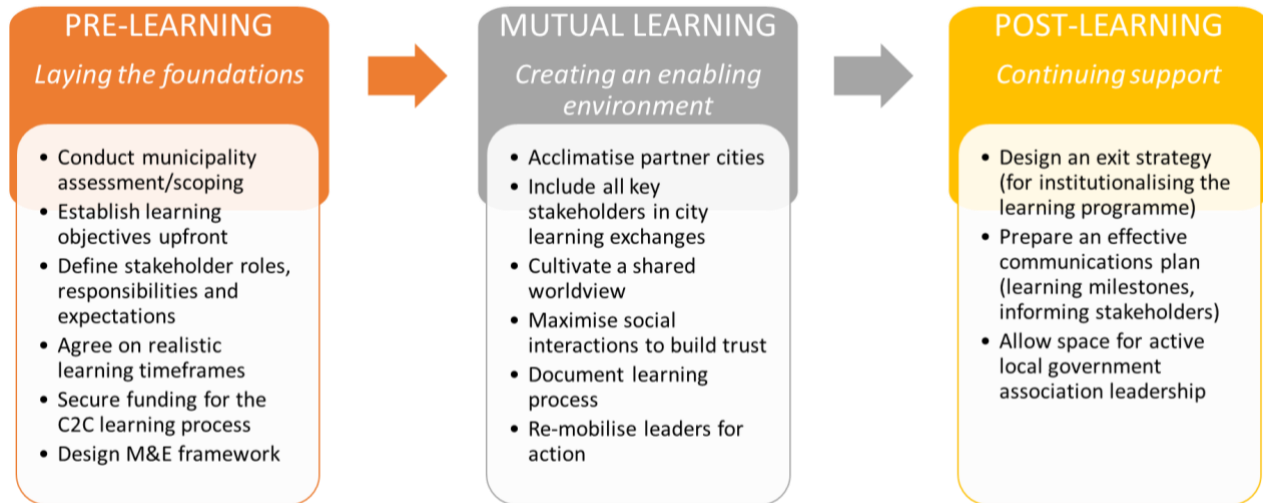 PRE-LEARNING
Laying the foundations
• Conduct municipality
assessment/scoping
• Establish learning
objectives upfront
• Define stakeholder roles,
responsibilities and
expectations
• Agree on realistic
learning timeframes
• Secure funding for the
C2C learning process
• Design M&E framework
MUTUAL LEARNING
Creating an enabling
environment
• Acclimatise partner cities
• Include all key
stakeholders in city
learning exchanges
• Cultivate a shared
worldview
• Maximise social
interactions to build trust
• Document learning
process
• Re-mobilise leaders for
action
POST-LEARNING
Continuing support
• Design an exit strategy
(for institutionalising the
learning programme)
• Prepare an effective
communications plan
(learning milestones,
informing stakeholders)
• Allow space for active
local government
association leadership